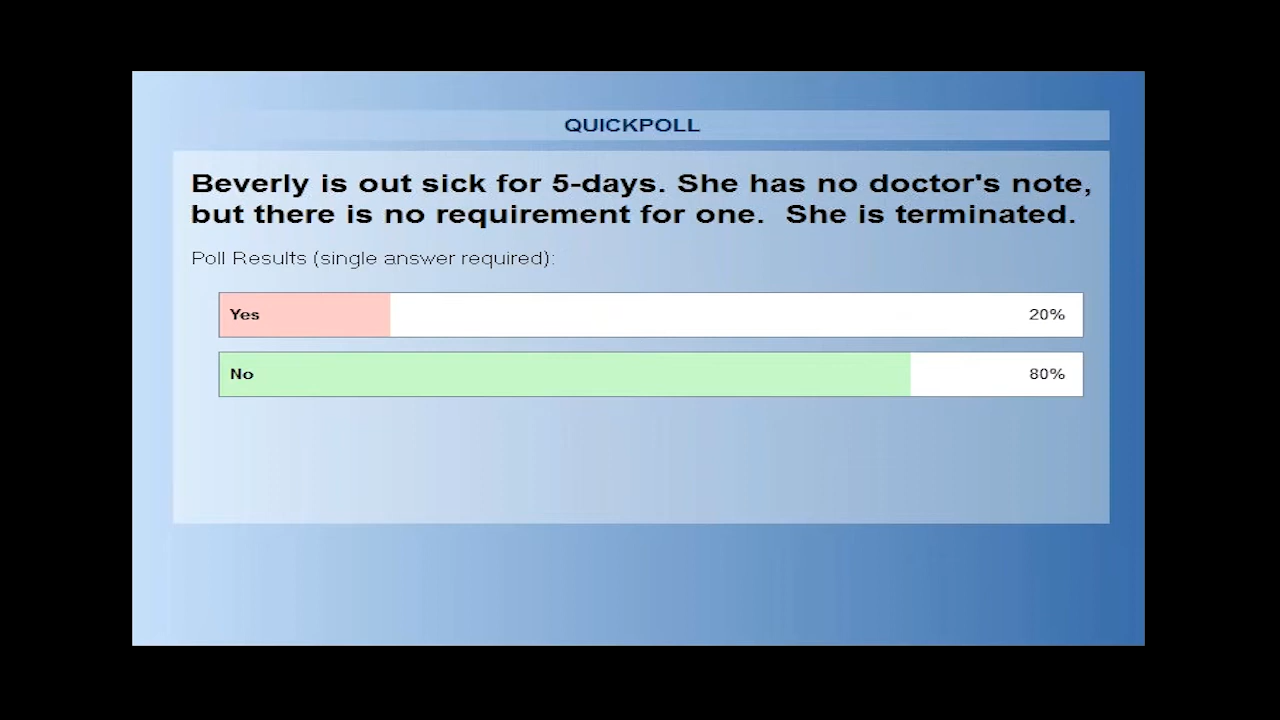 QUICKPOLL
Beverly is out sick for 5-days. She has no doctor's note,
but there is no requirement for one.  She is terminated.
Poll Results (single answer required):
Yes 20%
No 80%